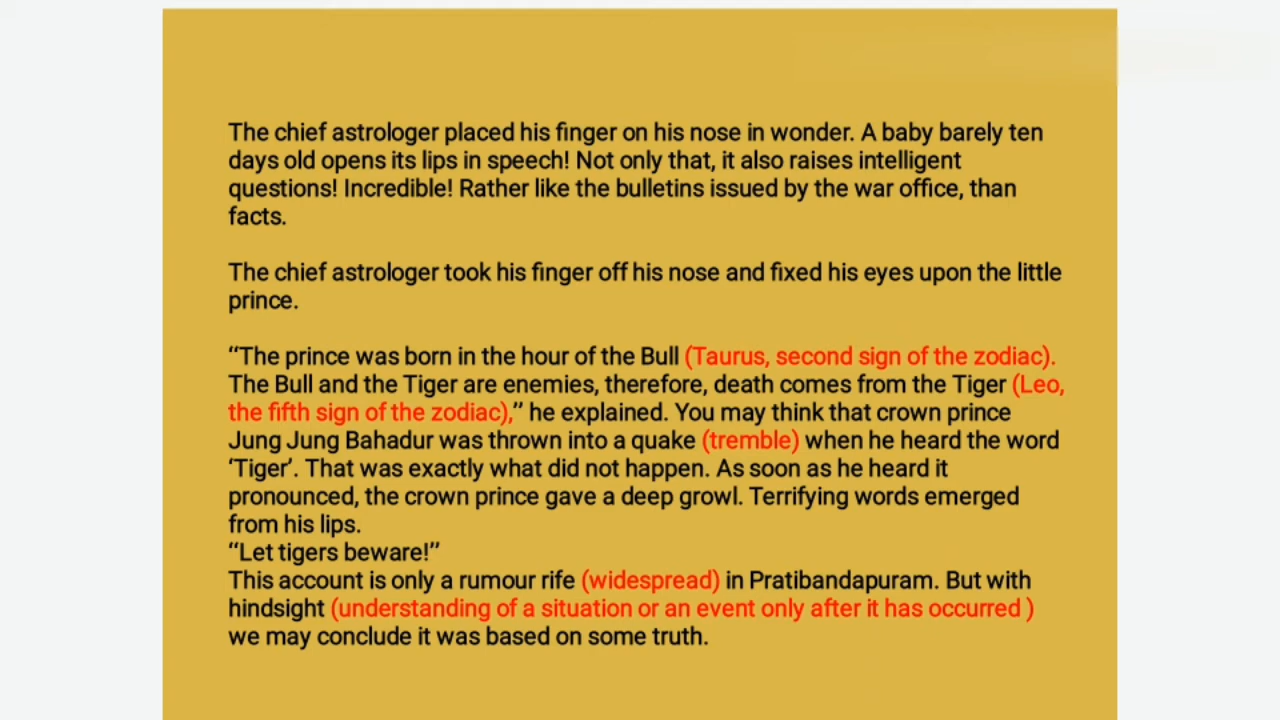 The chief astrologer placed his finger on his nose in wonder. A baby barely ten
days old opens its lips in speech! Not only that, it also raises intelligent
questions! Incredible! Rather like the bulletins issued by the war office, than
facts.
The chief astrologer took his finger off his nose and fixed his eyes upon the little
prince.
“The prince was born in the hour of the Bull (Taurus, second sign of the zodiac).
The Bull and the Tiger are enemies, therefore, death comes from the Tiger (Leo,
the fifth sign of the zodiac),” he explained. You may think that crown prince
Jung Jung Bahadur was thrown into a quake (tremble) when he heard the word
‘Tiger’. That was exactly what did not happen. As soon as he heard it
pronounced, the crown prince gave a deep growl. Terrifying words emerged
from his lips.
“Let tigers beware!”
This account is only a rumour rife (widespread) in Pratibandapuram. But with
hindsight (understanding of a situation or an event only after it has occurred )
we may conclude it was based on some truth.